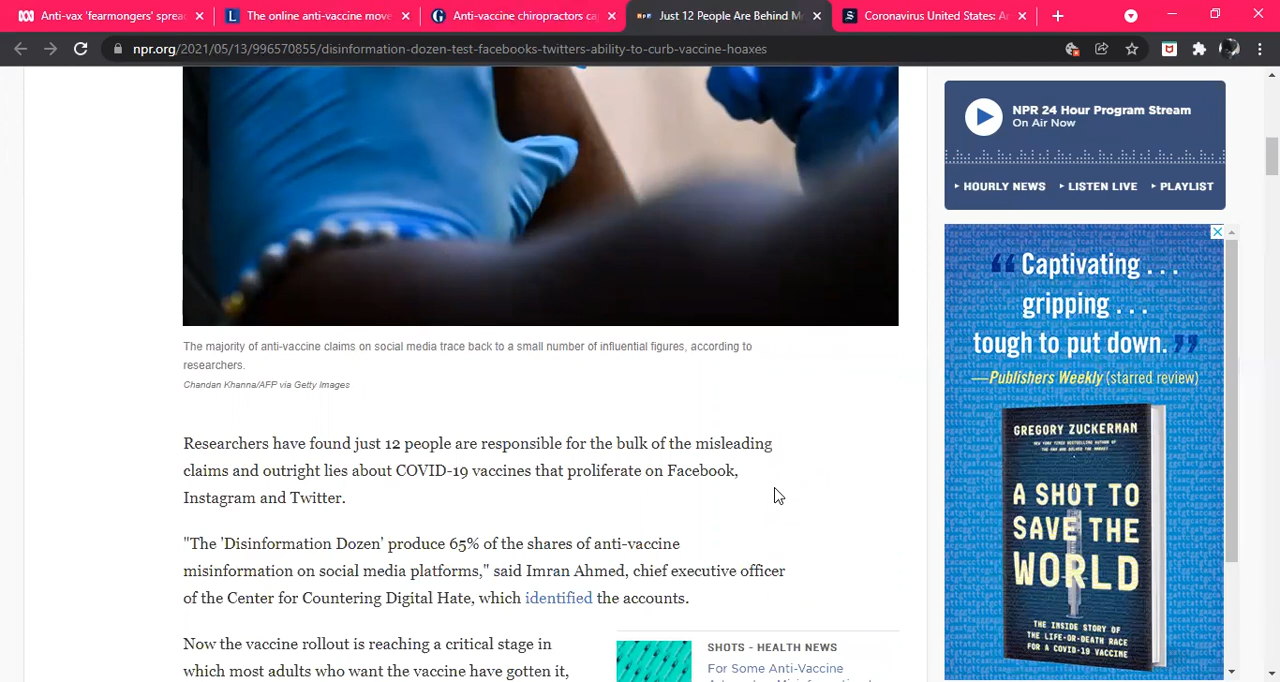 Anti-vax 'fearmongers' sprea
The online anti-vaccine move
Anti-vaccine chiropractors ca
Just 12 People Are Behind M
Coronavirus United States: A
npr.org/2021/05/13/996570855/disinformation-dozen-test-facebooks-twitters-ability-to-curb-vaccine-hoaxes
The majority of anti-vaccine claims on social media trace back to a small number of influential figures, according to
researchers.
Chandan Khanna/AFP via Getty Images
Researchers have found just 12 people are responsible for the bulk of the misleading
claims and outright lies about COVID-19 vaccines that proliferate on Facebook,
Instagram and Twitter.
"The 'Disinformation Dozen' produce 65% of the shares of anti-vaccine
misinformation on social media platforms," said Imran Ahmed, chief executive officer
of the Center for Countering Digital Hate, which identified the accounts.
Now the vaccine rollout is reaching a critical stage in
which most adults who want the vaccine have gotten it,
SHOTS - HEALTH NEWS
For Some Anti-Vaccine
NPR 24 Hour Program Stream
On Air Now
HOURLY NEWS
LISTEN LIVE
PLAYLIST
“Captivating . . .
gripping . . .
tough to put down.”
—Publishers Weekly (starred review)
GREGORY ZUCKERMAN
A SHOT TO
SAVE THE
WORLD
THE INSIDE STORY OF
THE LIFE-OR-DEATH RACE
FOR A COVID-19 VACCINE